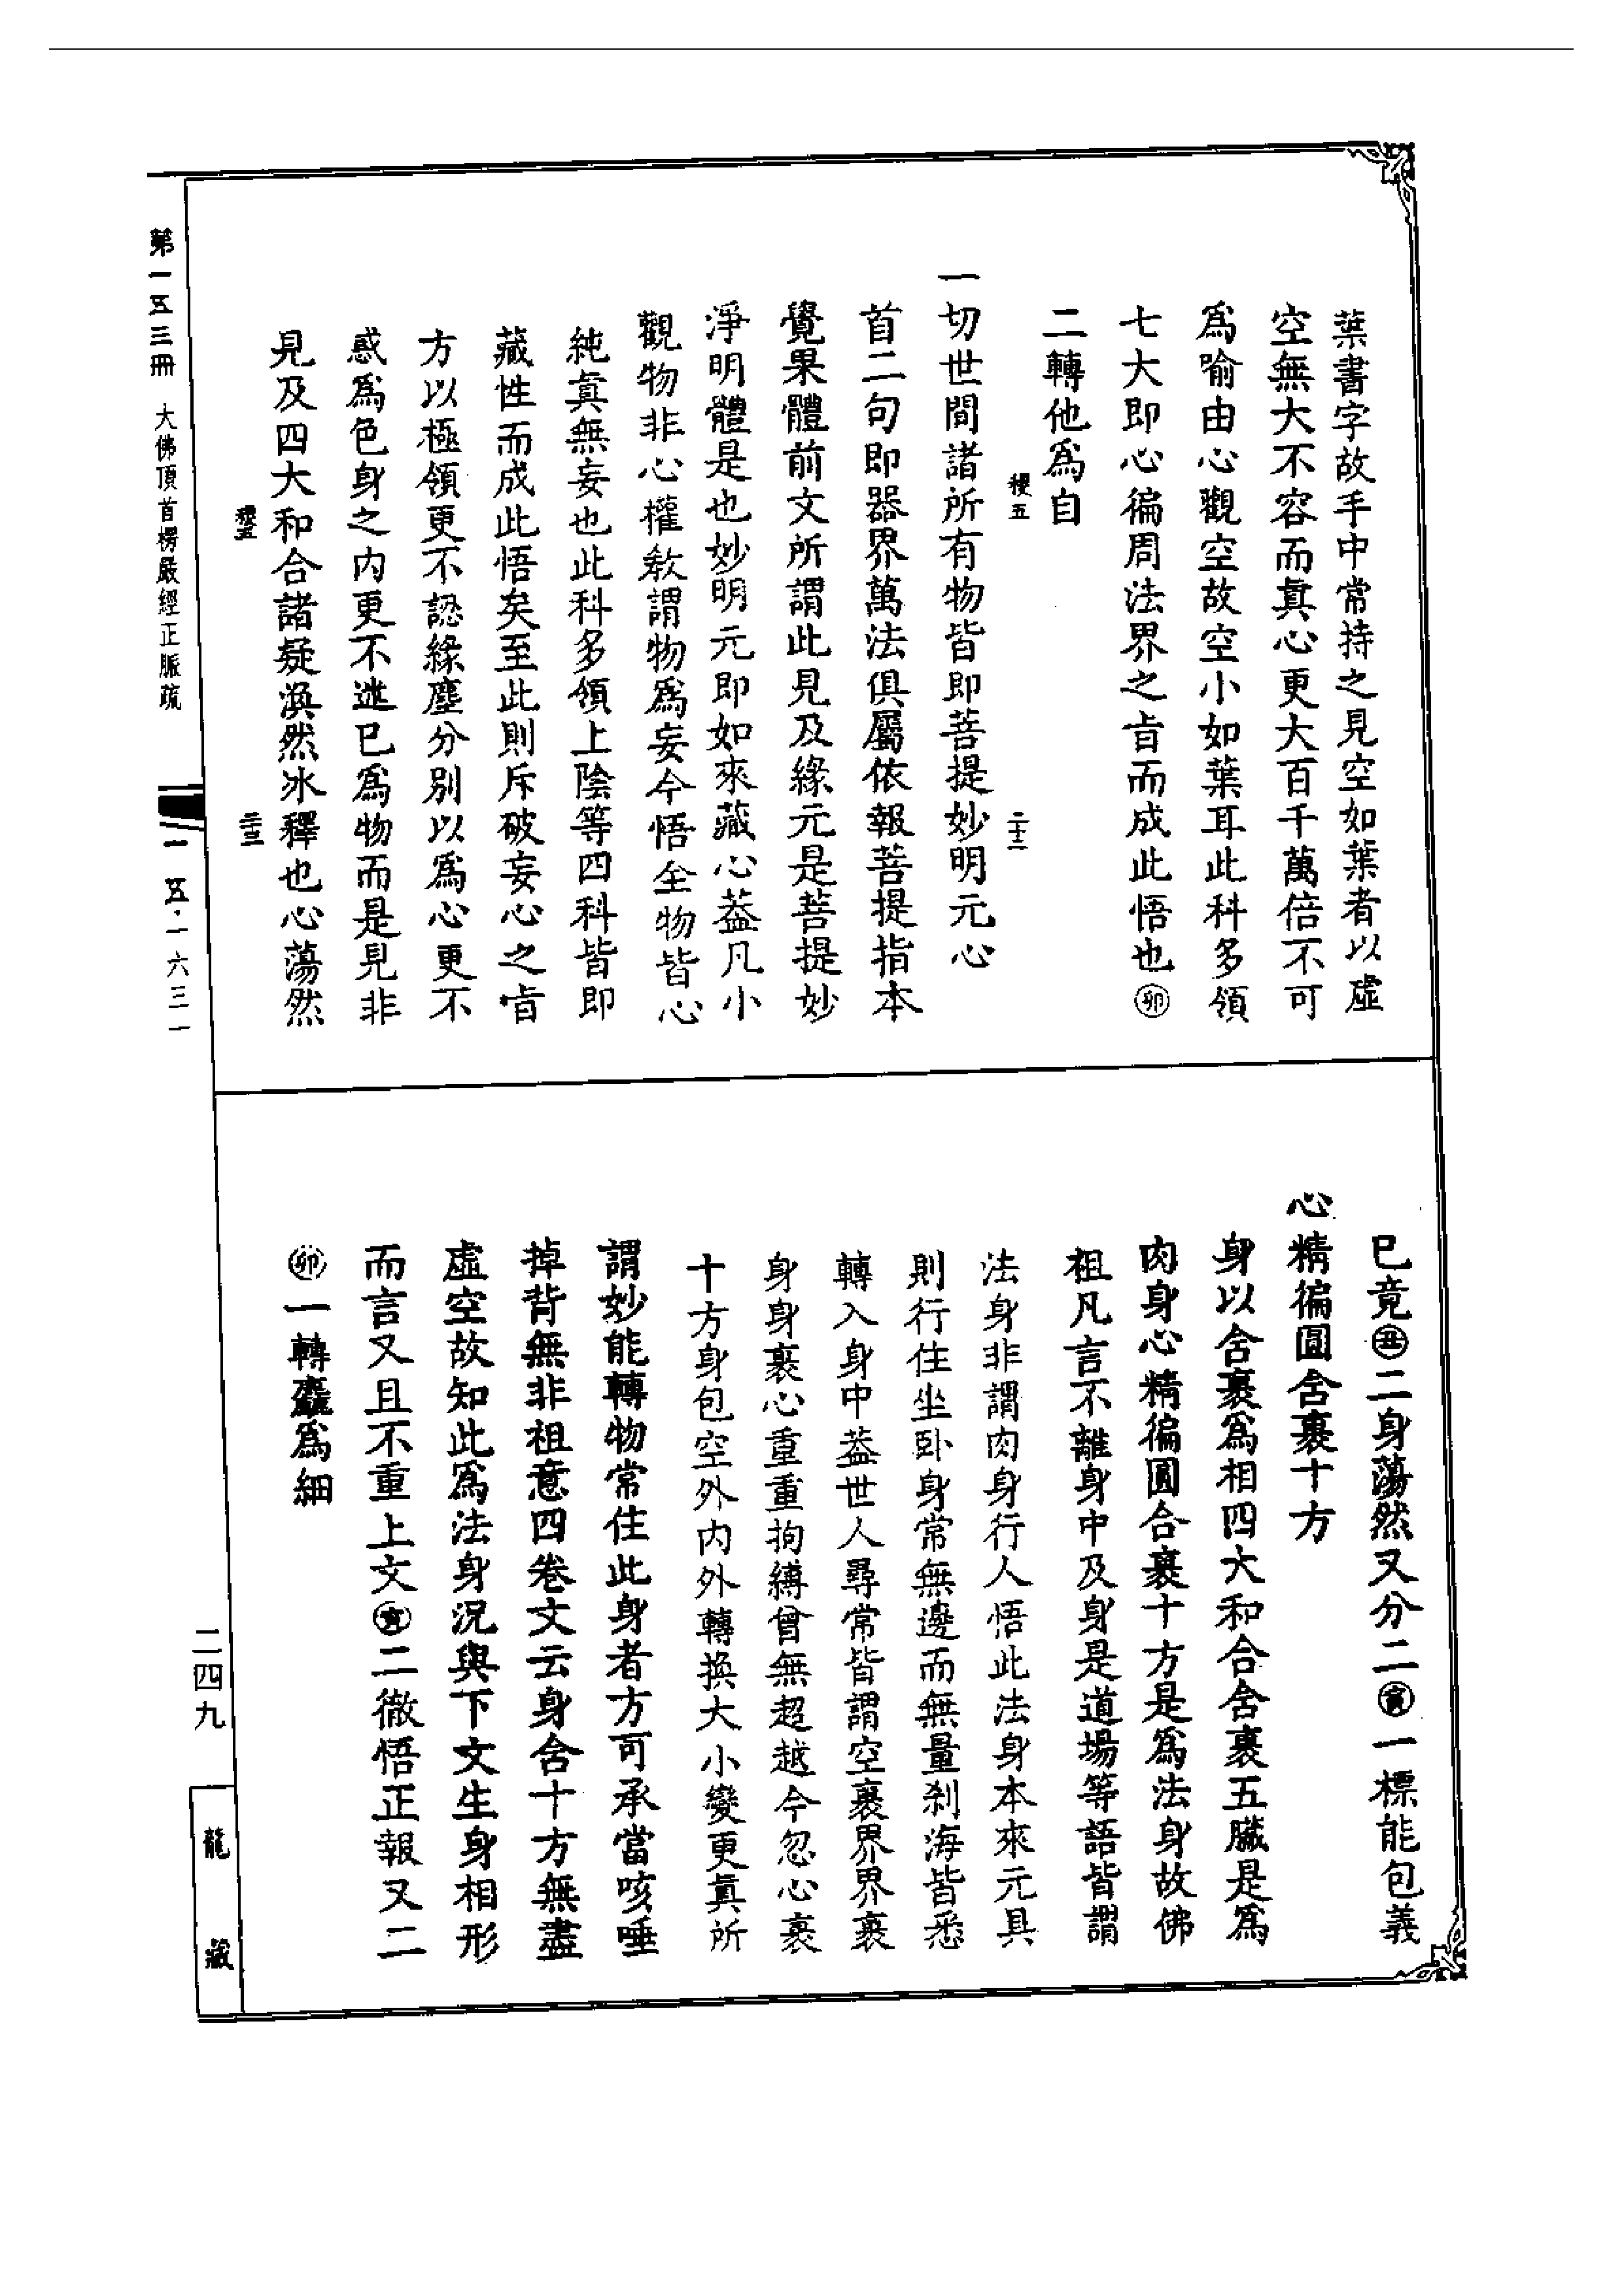 葉書字故手中常持之見空如葉者以虛
空無大不容而眞心更大百千萬倍不可
爲喻由心觀空故空小如葉耳此科多領
七大即心徧周法界之旨而成此悟也卯
二轉他爲自
一切世間諸所有物皆即菩提妙明元心
首二句即器界萬法俱屬依報菩提指本
覺果體前文所謂此見及緣元是菩提妙
淨明體是也妙明元即如來藏心葢凡小
觀物非心權敎謂物爲妄今悟全物皆心
純眞無妄也此科多領上陰等四科皆即
藏性而成此悟矣至此則斥破妄心之旨
方以極領更不認緣塵分別以爲心更不
惑爲色身之內更不迷巳爲物而是見非
見及四大和合諸疑渙然冰釋也心蕩然
巳竟丑二身蕩然又分二寅一標能包義
心精徧圓含裹十方
身以含裹爲相四大和合含裹五臟是爲
肉身心精徧圓合裹十方是爲法身故佛
祖凡言不離身中及身是道場等語皆謂
法身非謂肉身行人悟此法身本來元具
則行住坐卧身常無邊而無量刹海皆悉
轉入身中葢世人尋常皆謂空裹界界裹
身身裹心重重拘縛曾無超越今忽心裹
十方身包空外內外轉換大小變更眞所
謂妙能轉物常住此身者方可承當咳唾
掉背無非祖意四卷文云身含十方無盡
虛空故知此爲法身況與下文生身相形
而言又且不重上文寅二徹悟正報又二
卯一轉麤爲細
稷五
二十二
稷五
二十三
第一五三冊 大佛頂首楞嚴經正脈疏
一五·一六三一
二四九
龍藏